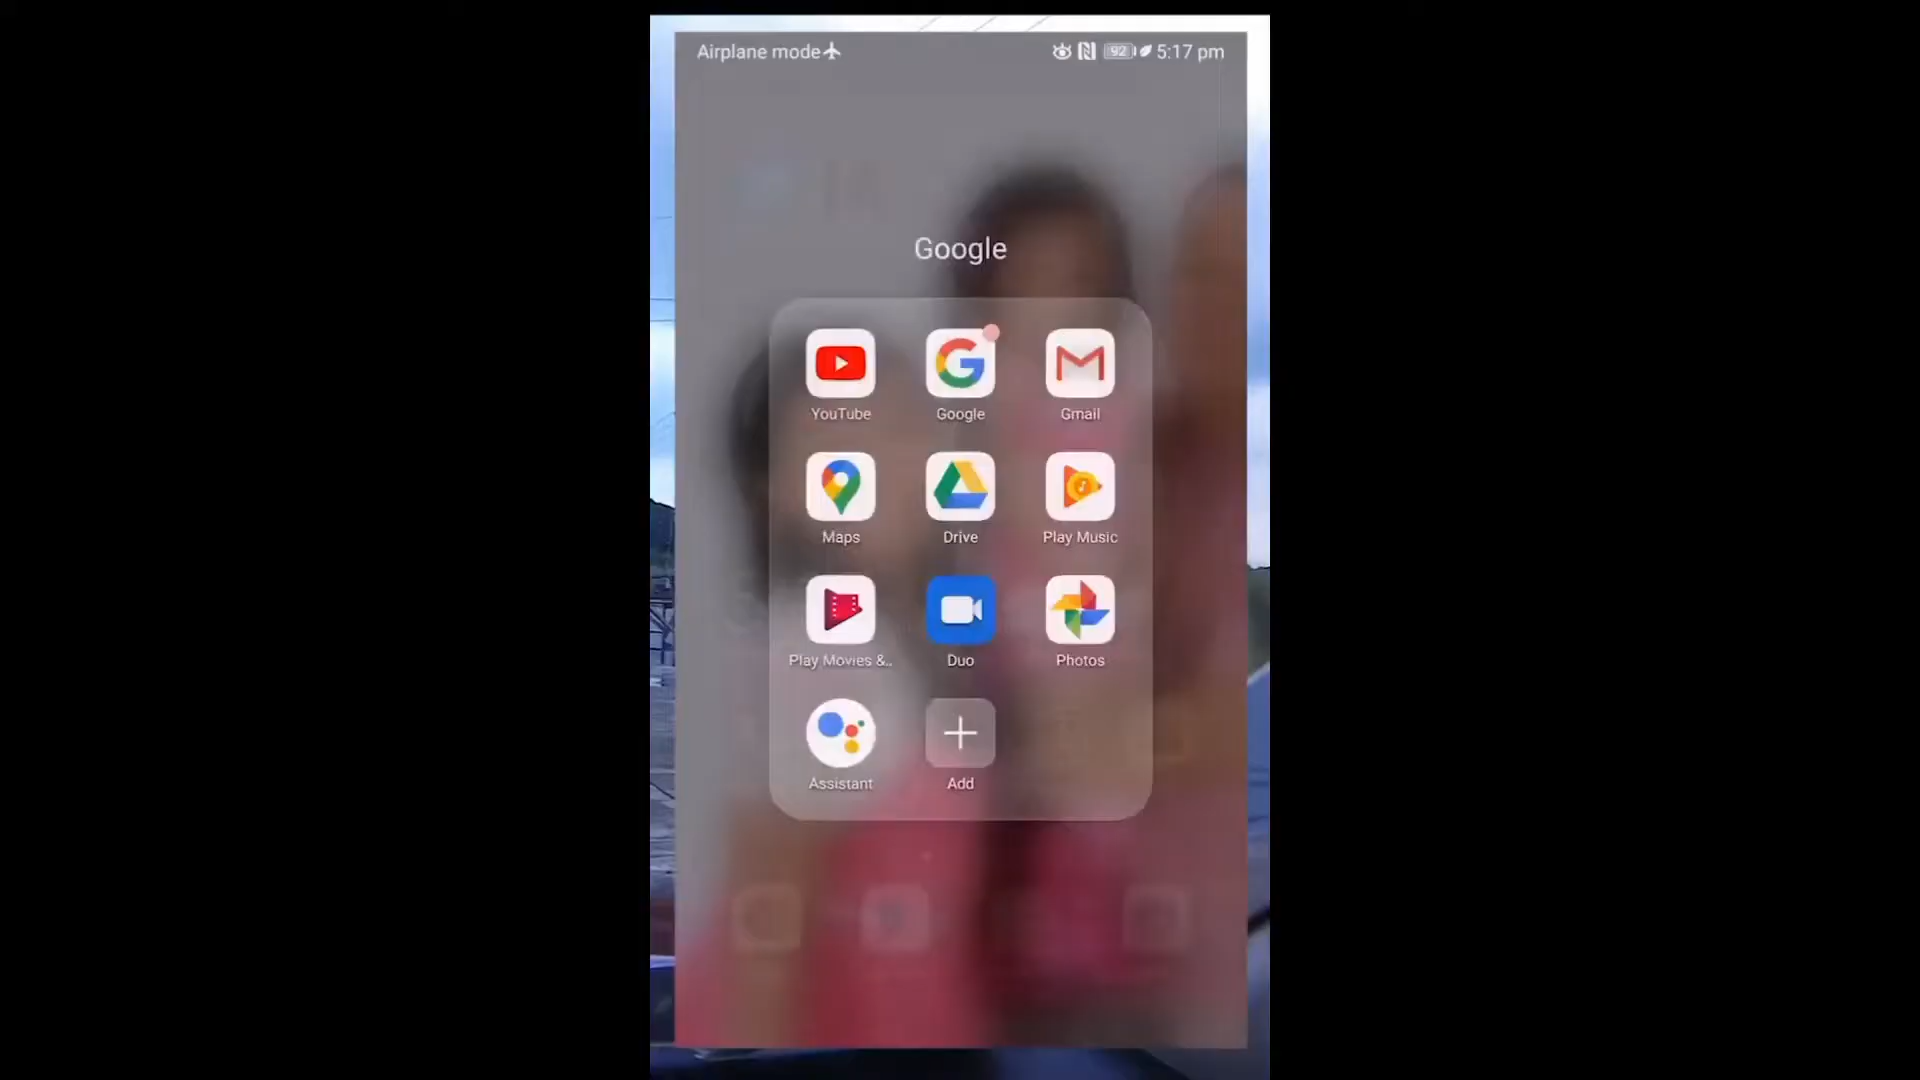 Airplane mode 92 5:17 pm
Google
YouTube Google Gmail
Maps Drive Play Music
Play Movies &.. Duo Photos
Assistant Add